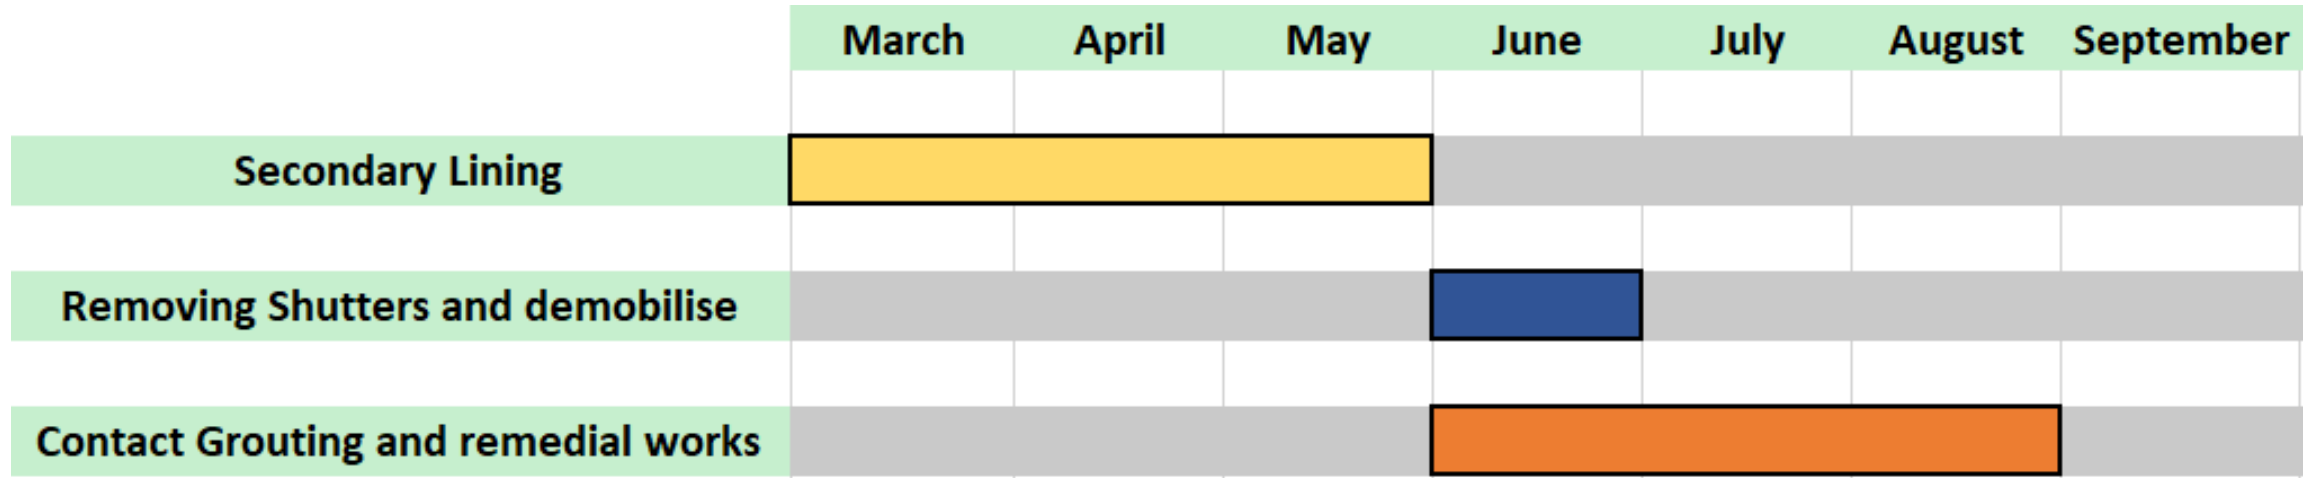 March April May June July August September
Secondary Lining
Removing Shutters and demobilise
Contact Grouting and remedial works